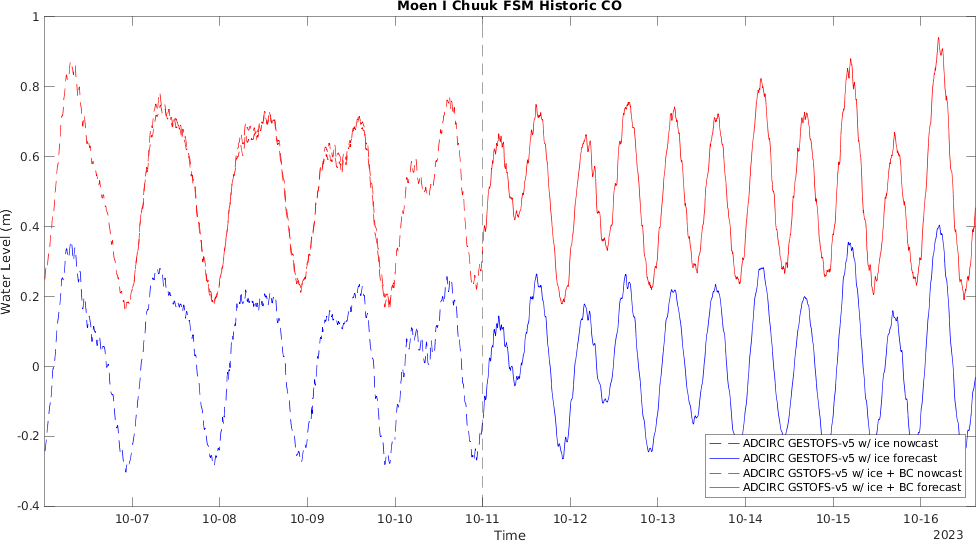 Moen I Chuuk FSM Historic CO
1
0.8
0.6
0.4
0.2
0
-0.2
-0.4
Water Level (m)
ADCIRC GESTOFS-v5 w/ ice nowcast
ADCIRC GESTOFS-v5 w/ ice forecast
ADCIRC GSTOFS-v5 w/ ice + BC nowcast
ADCIRC GSTOFS-v5 w/ ice + BC forecast
10-07 10-08 10-09 10-10 10-11 10-12 10-13 10-14 10-15 10-16
Time
2023